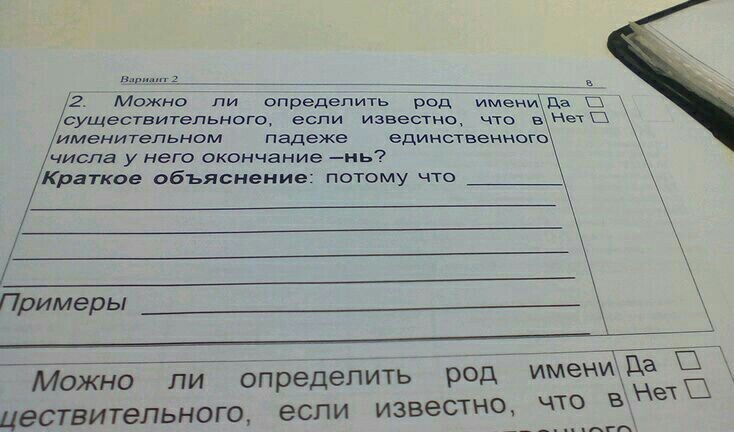 Вариант 2
8
2. Можно ли определить род имени Да
существительного, если известно, что в Нет
именительном падеже единственного
числа у него окончание –нь?
Краткое объяснение: потому что
Примеры
Можно ли определить род имени Да
ществительного, если известно, что в Нет